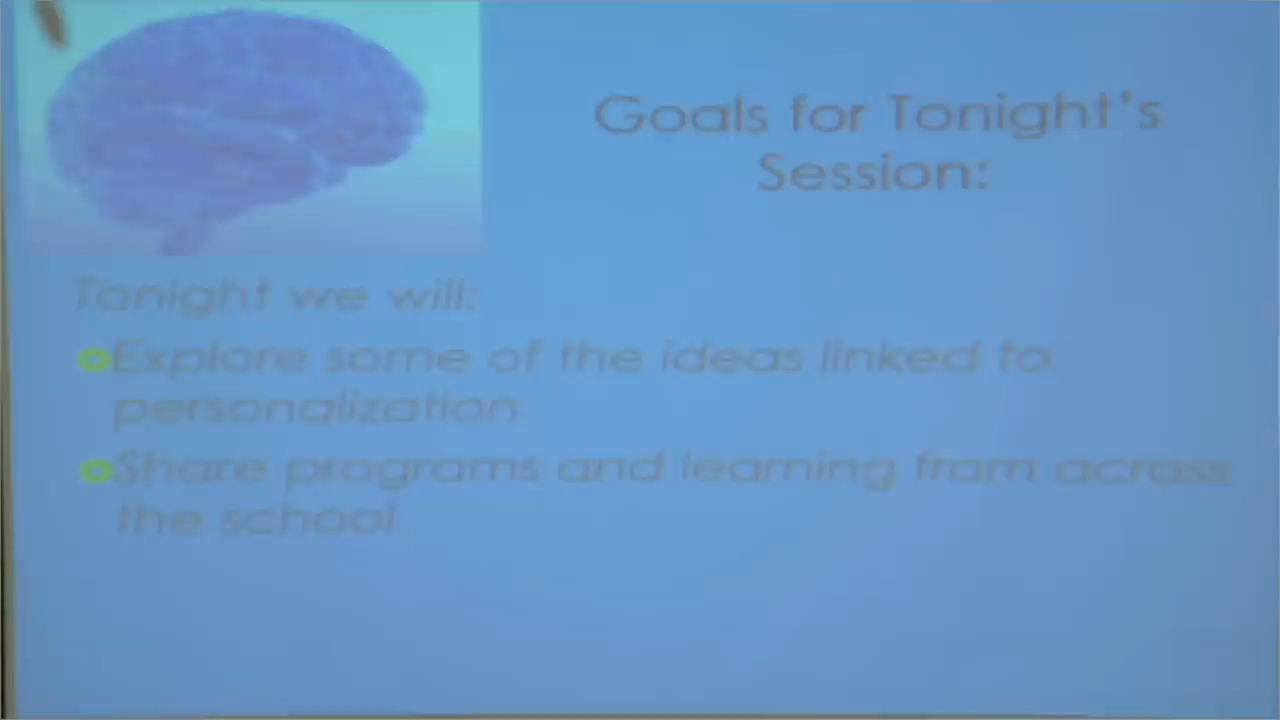 Goals for Tonight's
Session:
Tonight we will:
Explore some of the ideas linked to
personalization
Share programs and learning from across
the school